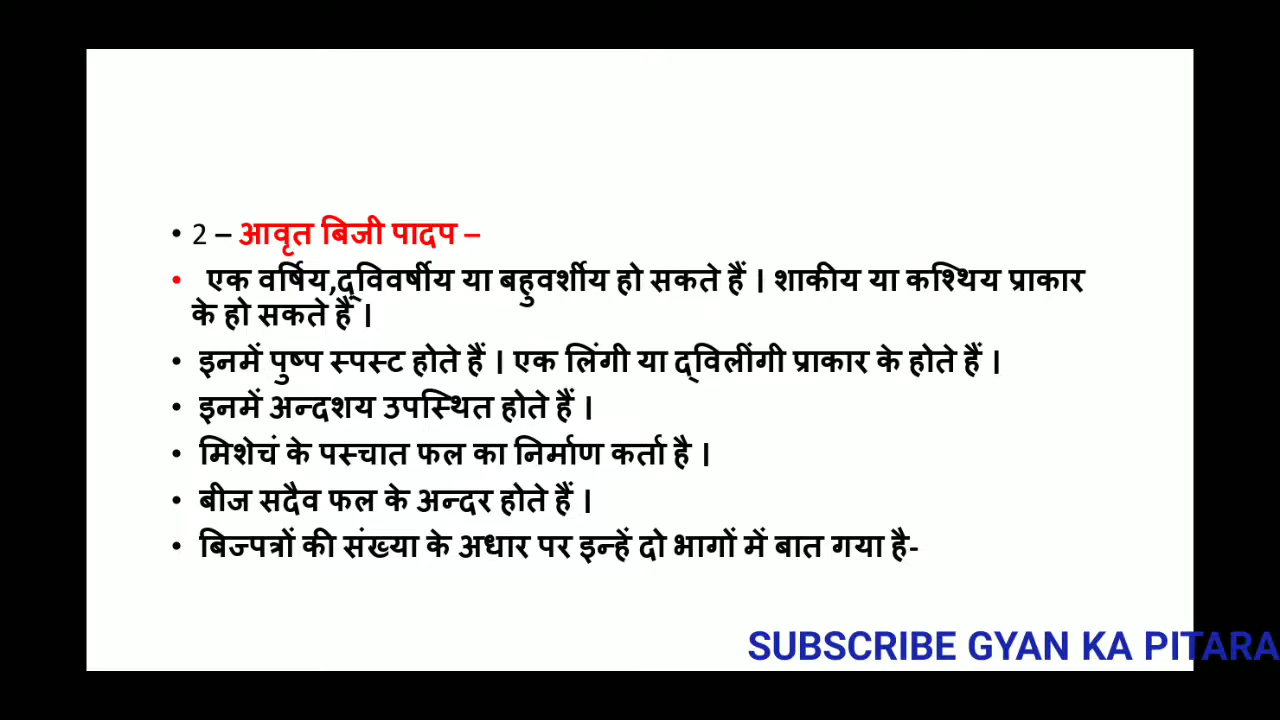 • 2 – आवृत बिजी पादप –
• एक वर्षिय,द्विवर्षीय या बहुवर्शीय हो सकते हैं । शाकीय या कश्थिय प्राकार
के हो सकते हैं ।
• इनमें पुष्प स्पस्ट होते हैं । एक लिंगी या द्विलींगी प्राकार के होते हैं ।
• इनमें अन्दशय उपस्थित होते हैं ।
• मिशेचं के पस्चात फल का निर्माण कर्ता है ।
• बीज सदैव फल के अन्दर होते हैं ।
• बिज्पत्रों की संख्या के अधार पर इन्हें दो भागों में बात गया है-
SUBSCRIBE GYAN KA PITARA